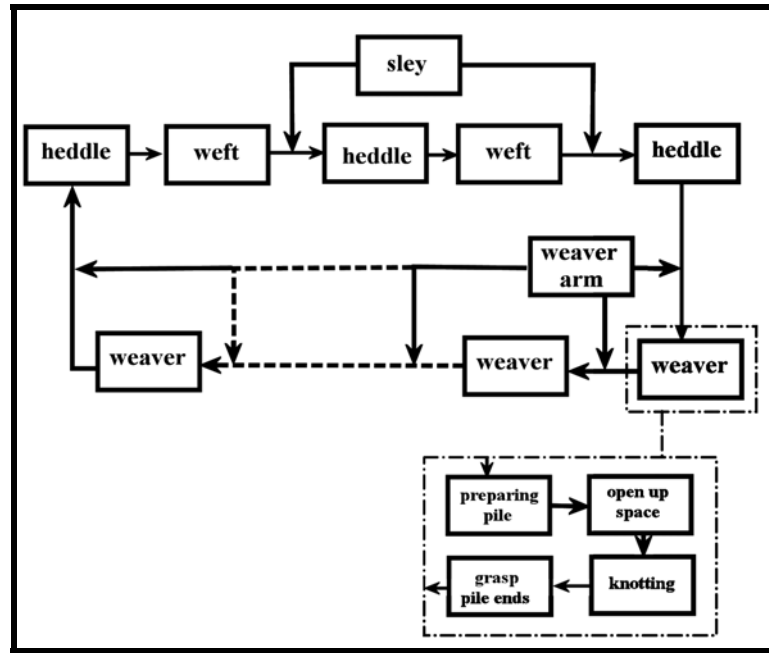 sley
heddle
weft
heddle
weft
heddle
weaver
arm
weaver
weaver
weaver
preparing
pile
open up
space
grasp
pile ends
knotting